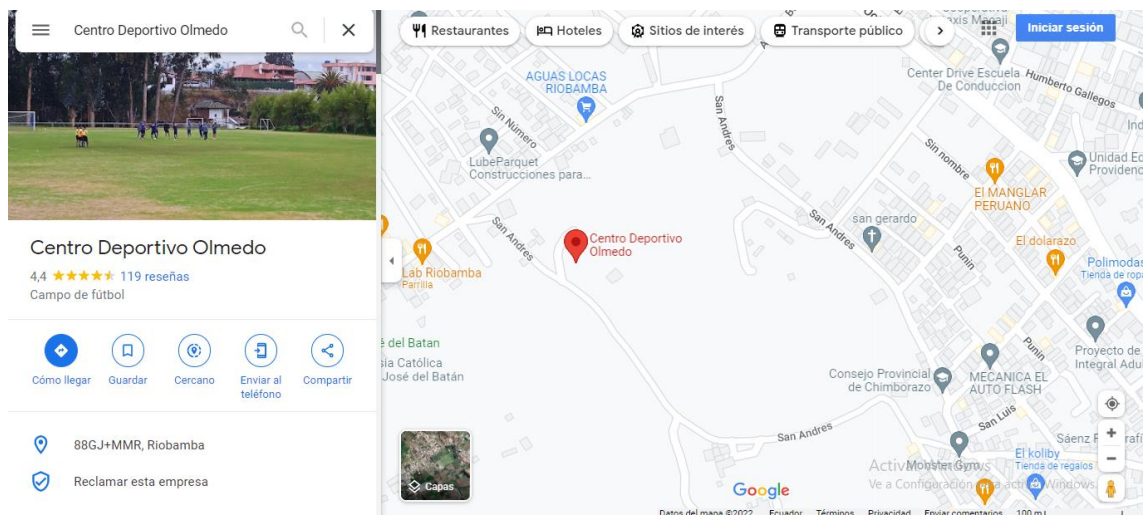 Centro Deportivo Olmedo
Centro Deportivo Olmedo
4,4
119 reseñas
Campo de fútbol
Cómo llegar
Guardar
Cercano
Enviar al
teléfono
Compartir
88GJ+MMR, Riobamba
Reclamar esta empresa
Restaurantes
Hoteles
Sitios de interés
Transporte público
Iniciar sesión
AGUAS LOCAS
RIOBAMBA
Sin Número
LubeParquet
Construcciones para...
San Andres
San Andres
Lab Riobamba
Parrilla
Centro Deportivo
Olmedo
Center Drive Escuela
De Conduccion
Humberto Gallegos
Sin nombre
Unidad Ed
Providenc
El MANGLAR
PERUANO
san gerardo
San Andres
El dolarazo
Punin
Polimodas
Tienda de ropa
del Batan
sia Católica
José del Batán
Consejo Provincial
de Chimborazo
MECANICA EL
AUTO FLASH
Punin
Proyecto de
Integral Adu
San Luis
San Andres
Monster Gym
El koliby
Tienda de regalos
Capas
Google
Datos del mapa ©2022
Ecuador
Términos
Privacidad
Enviar comentarios
100 m